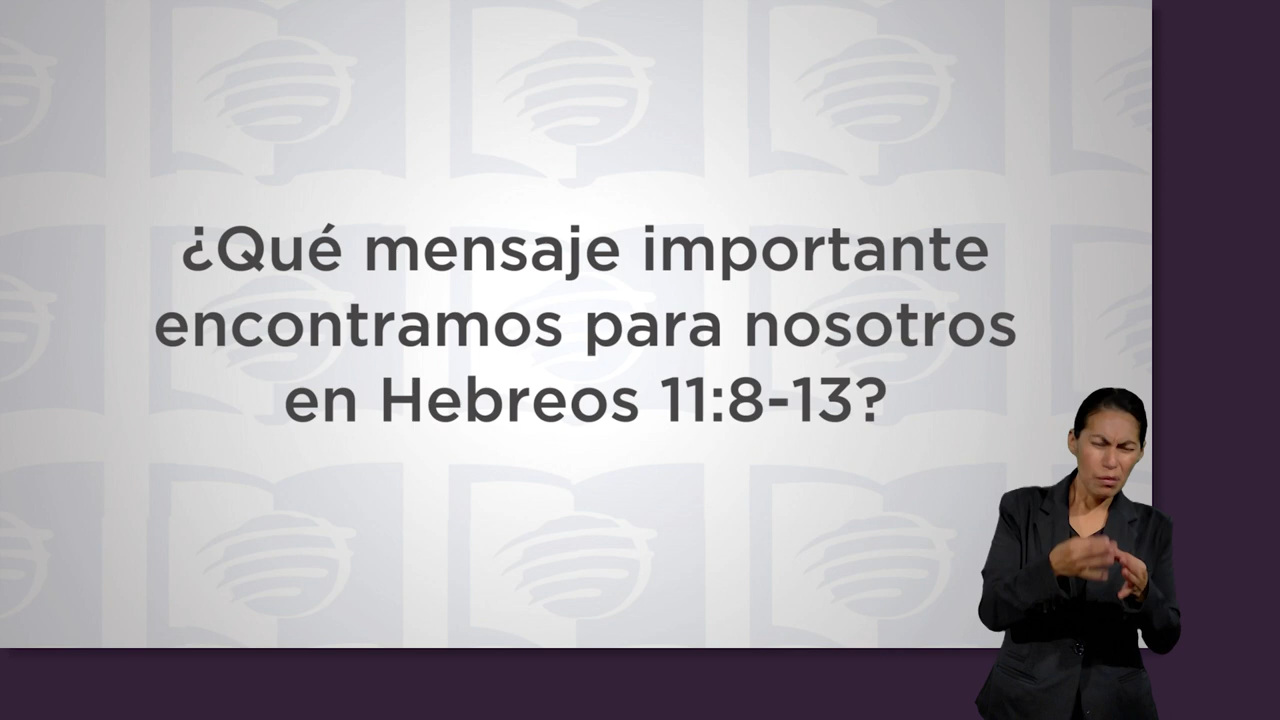 ¿Qué mensaje importante
encontramos para nosotros
en Hebreos 11:8-13?